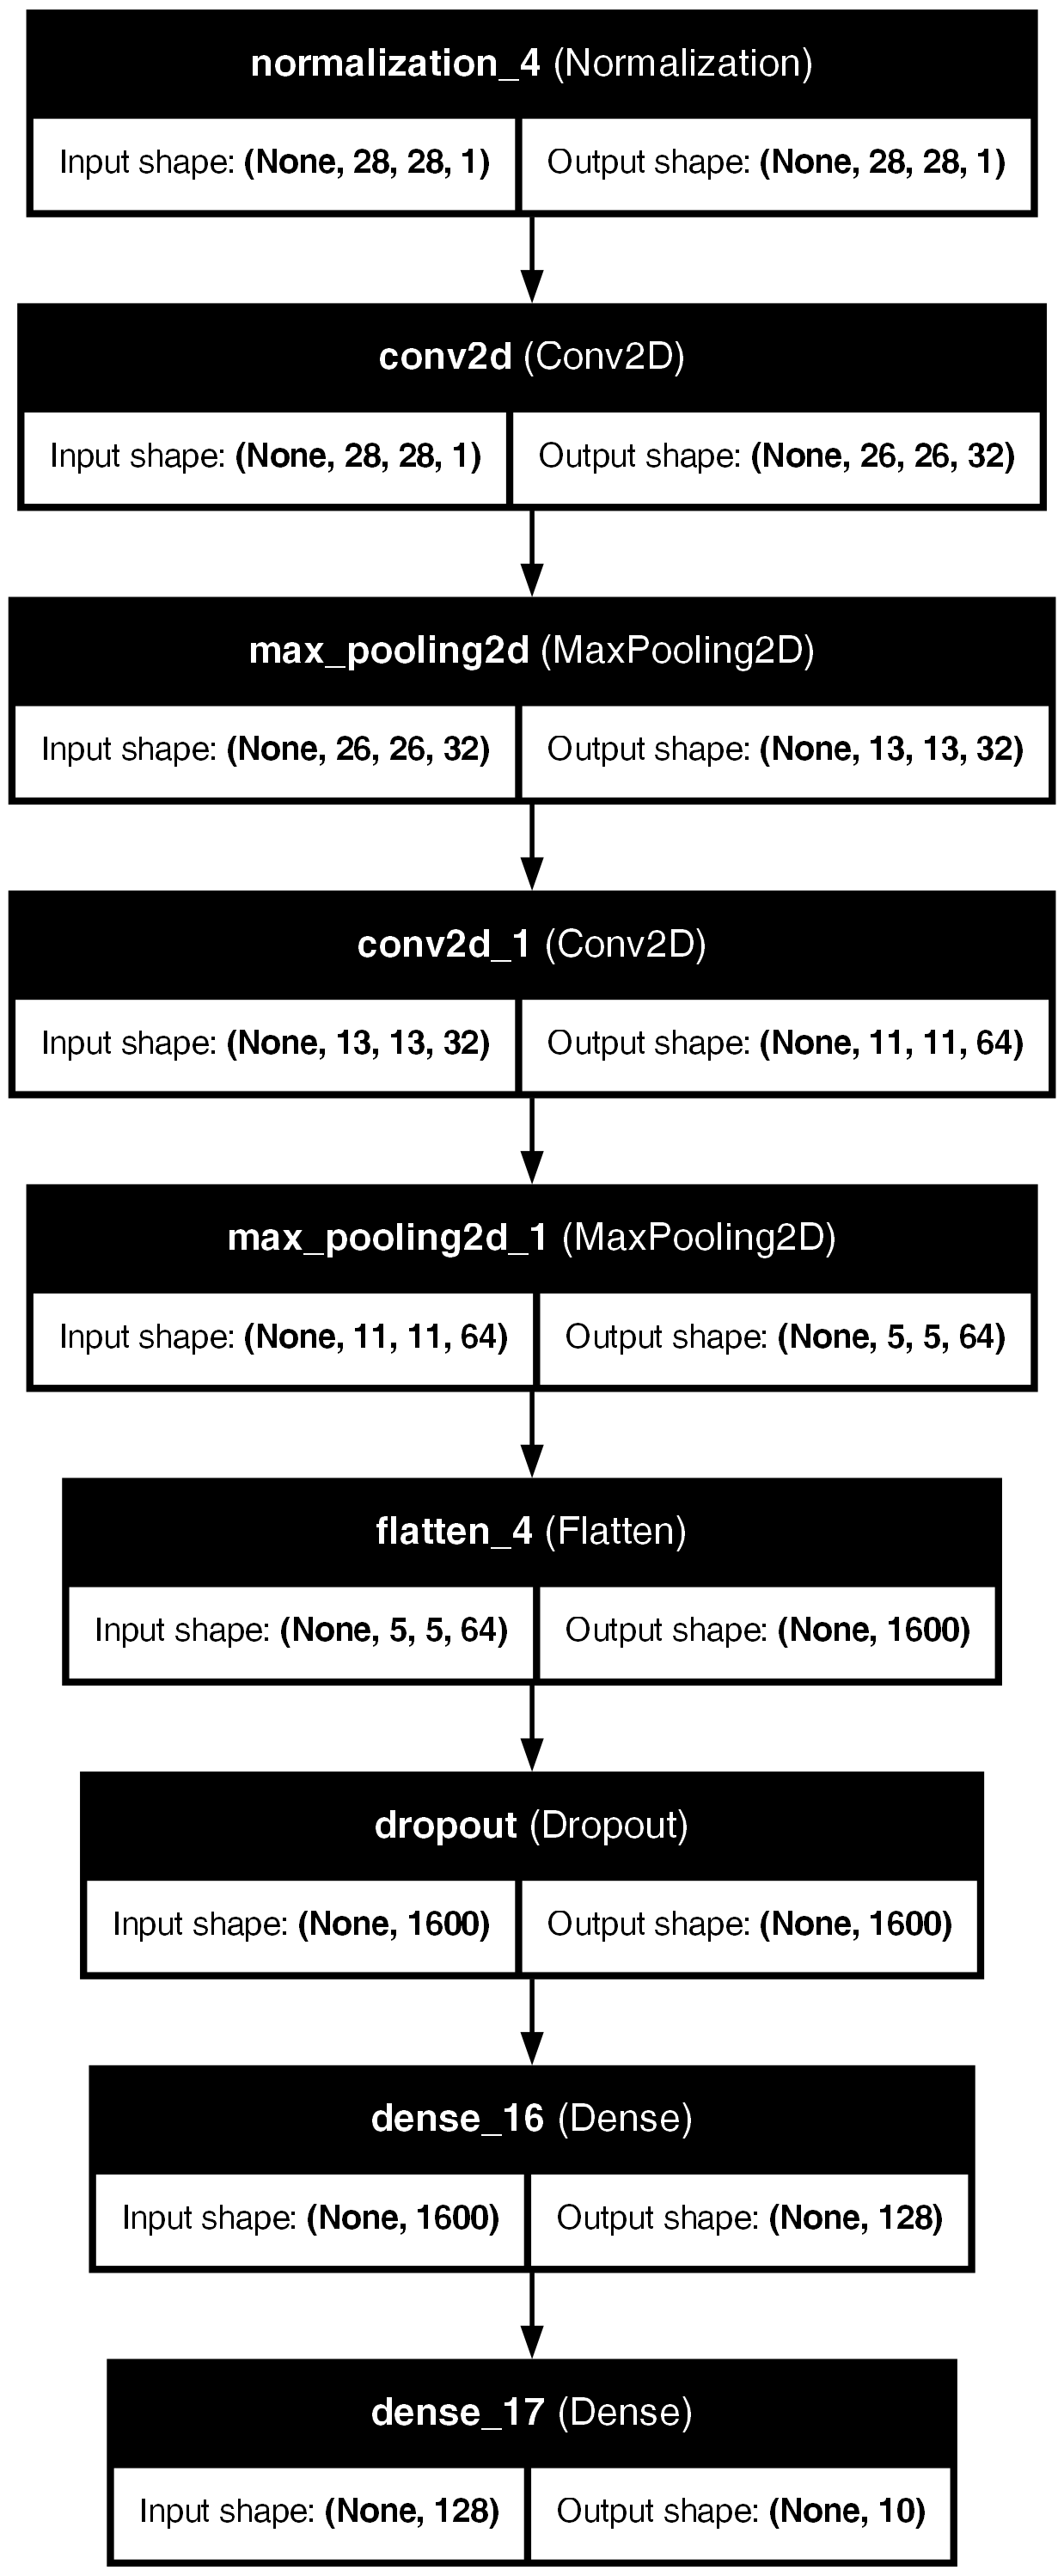 normalization_4 (Normalization)
Input shape: (None, 28, 28, 1) Output shape: (None, 28, 28, 1)
conv2d (Conv2D)
Input shape: (None, 28, 28, 1) Output shape: (None, 26, 26, 32)
max_pooling2d (MaxPooling2D)
Input shape: (None, 26, 26, 32) Output shape: (None, 13, 13, 32)
conv2d_1 (Conv2D)
Input shape: (None, 13, 13, 32) Output shape: (None, 11, 11, 64)
max_pooling2d_1 (MaxPooling2D)
Input shape: (None, 11, 11, 64) Output shape: (None, 5, 5, 64)
flatten_4 (Flatten)
Input shape: (None, 5, 5, 64) Output shape: (None, 1600)
dropout (Dropout)
Input shape: (None, 1600) Output shape: (None, 1600)
dense_16 (Dense)
Input shape: (None, 1600) Output shape: (None, 128)
dense_17 (Dense)
Input shape: (None, 128) Output shape: (None, 10)